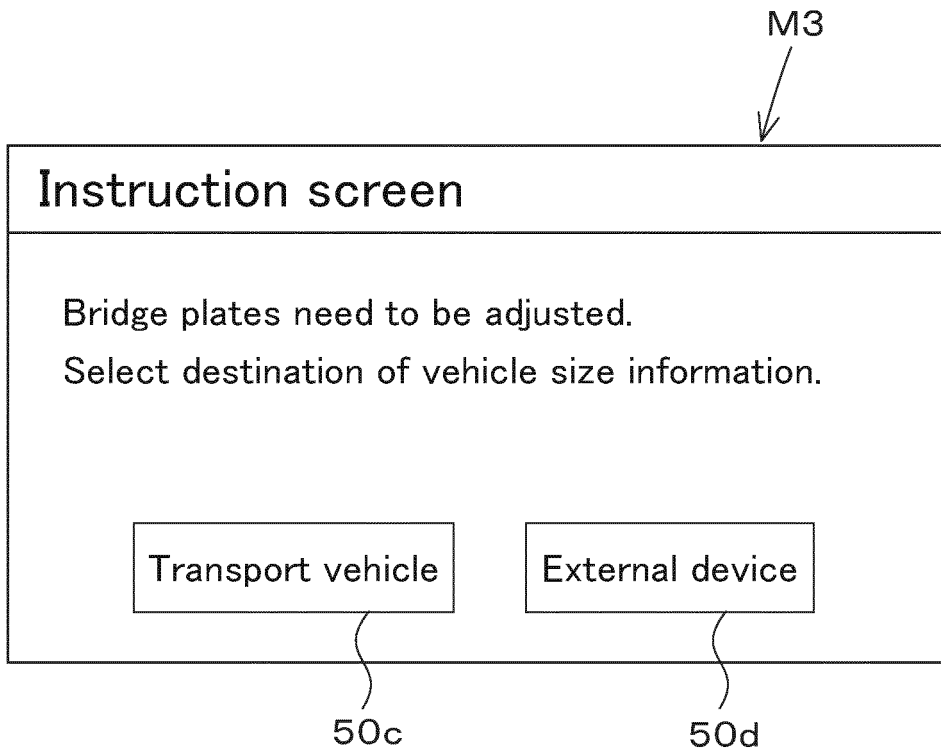 M3
Instruction screen
Bridge plates need to be adjusted.
Select destination of vehicle size information.
Transport vehicle
External device
50c
50d